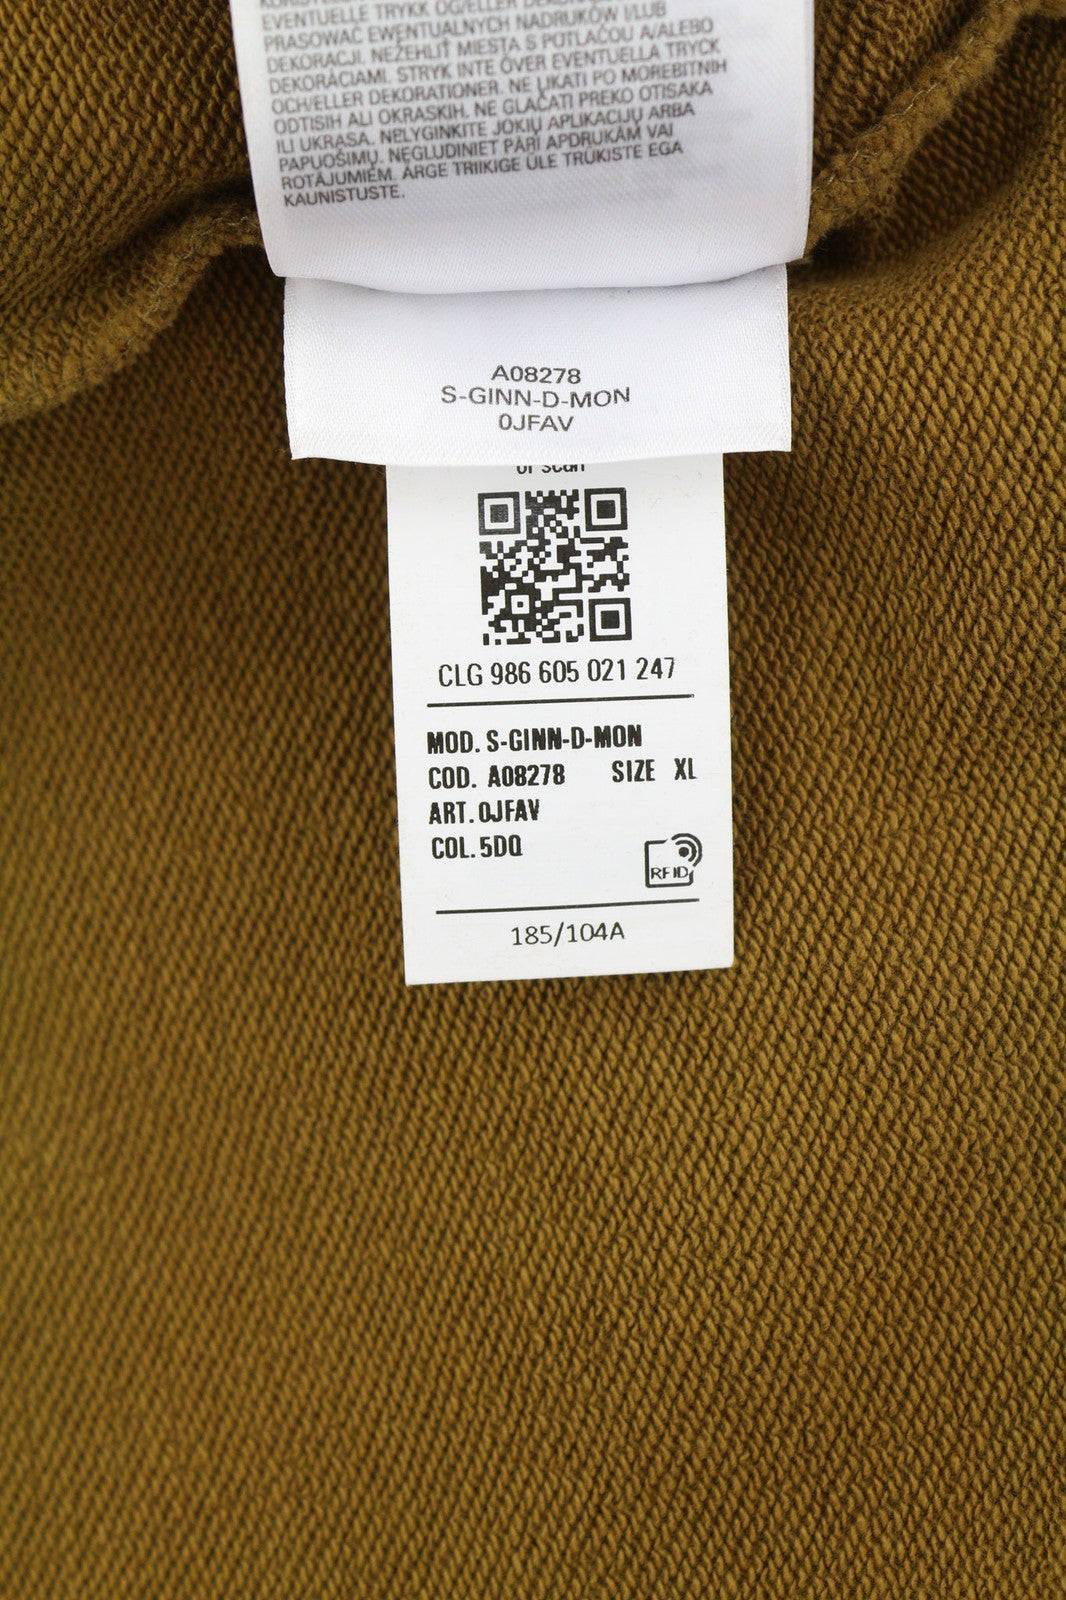 EVENTUELLE TRYKK OG/ELLER
PRASOWAĆ EWENTUALNYCH NADRUKÓW I/LUB
DEKORACJI. NEŽEHLIŤ MIESTA S POTLAČOU A/ALEBO
DEKORÁCIAMI. STRYK INTE ÖVER EVENTUELLA TRYCK
OCH/ELLER DEKORATIONER. NE LIKATI PO MOREBITNIH
ODTISIH ALI OKRASKIH. NE GLAČATI PREKO OTISAKA
ILI UKRASA. NELYGINKITE JOKIŲ APLIKACIJŲ ARBA
PAPUOŠIMŲ. NEGLUDINIET PĀRI APDRUKĀM VAI
ROTĀJUMIEM. ÄRGE TRIIKIGE ÜLE TRÜKISTE EGA
KAUNISTUSTE.
A08278
S-GINN-D-MON
0JFAV
or scan
CLG 986 605 021 247
MOD. S-GINN-D-MON
COD. A08278 SIZE XL
ART. 0JFAV
COL. 5DQ
RFID
185/104A